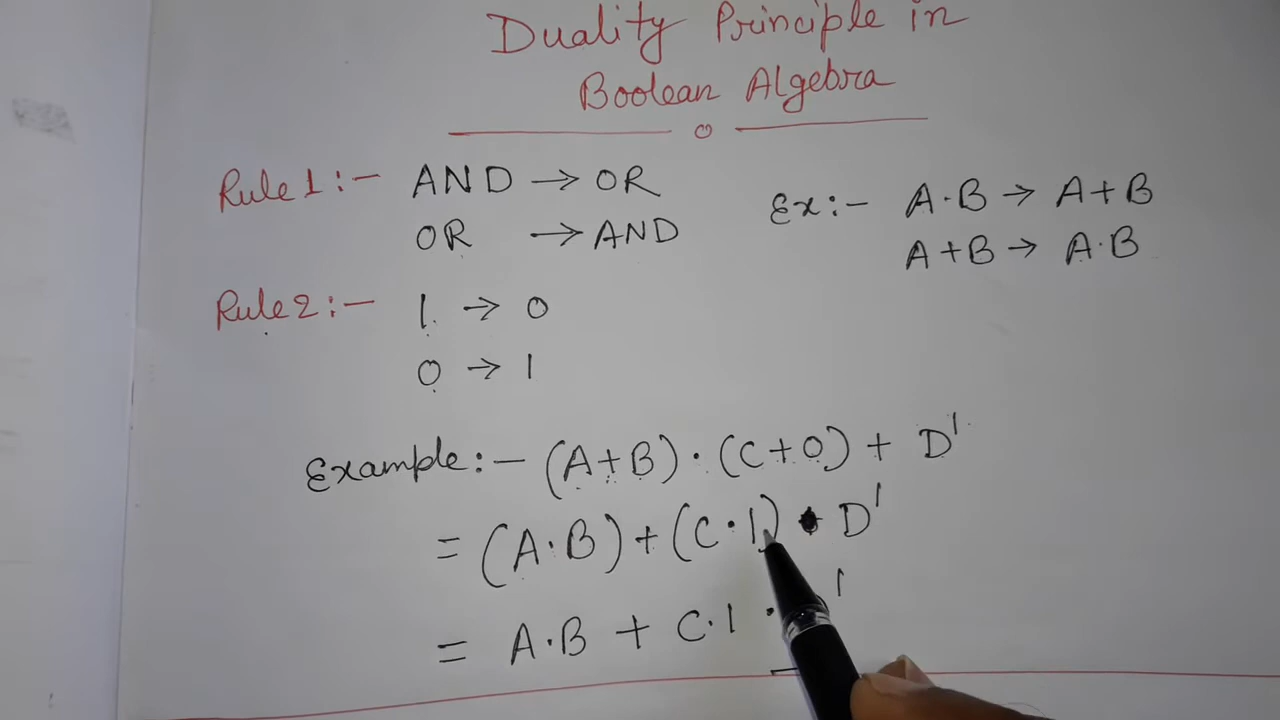 Duality Principle in
Boolean Algebra
Rule 1 :- AND → OR
OR → AND
Ex :- A·B → A+B
A+B → A·B
Rule 2 :- 1 → 0
0 → 1
Example :- (A+B)·(C+0) + D'
= (A·B)+(C·1)·D'
= A·B + C·1 · '